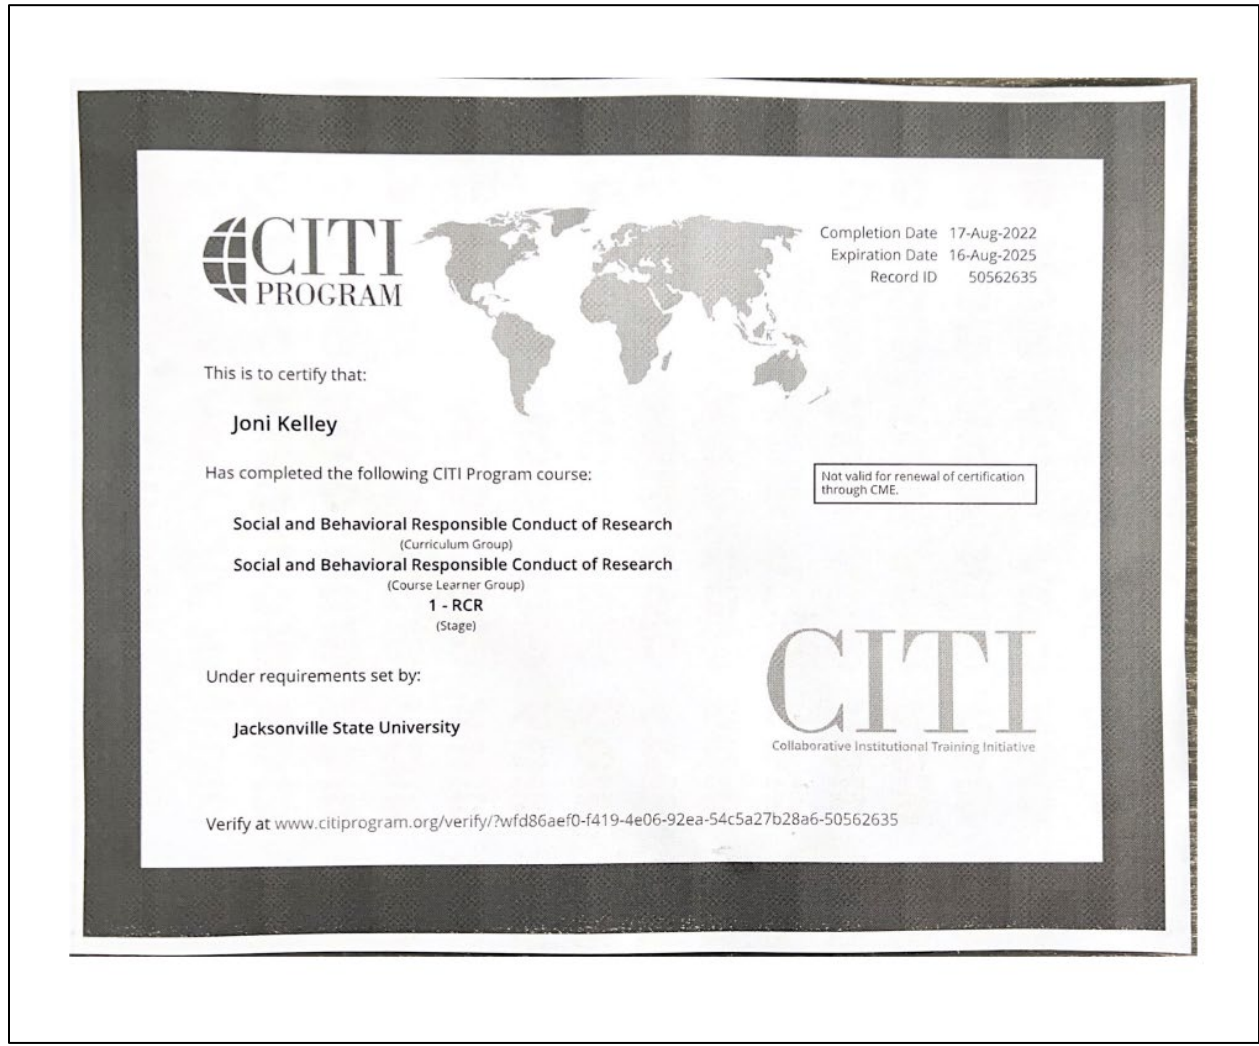 CITI
PROGRAM
Completion Date 17-Aug-2022
Expiration Date 16-Aug-2025
Record ID 50562635
This is to certify that:
Joni Kelley
Has completed the following CITI Program course:
Not valid for renewal of certification
through CME.
Social and Behavioral Responsible Conduct of Research
(Curriculum Group)
Social and Behavioral Responsible Conduct of Research
(Course Learner Group)
1 - RCR
(Stage)
Under requirements set by:
Jacksonville State University
CITI
Collaborative Institutional Training Initiative
Verify at www.citiprogram.org/verify/?wfd86aef0-f419-4e06-92ea-54c5a27b28a6-50562635